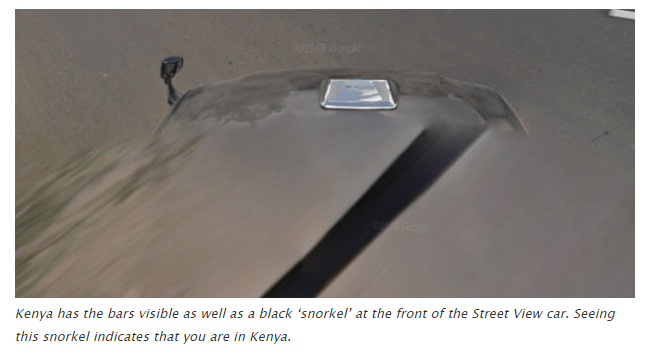 ©2018 Google
©2018 Google
Kenya has the bars visible as well as a black ‘snorkel’ at the front of the Street View car. Seeing
this snorkel indicates that you are in Kenya.